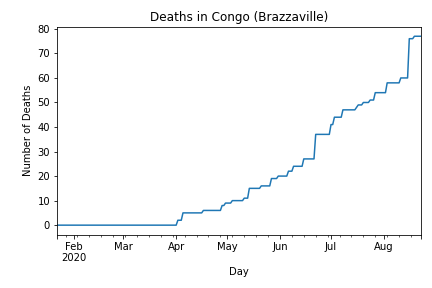 Deaths in Congo (Brazzaville)
80
70
60
50
40
30
20
10
0
Number of Deaths
Feb Mar Apr May Jun Jul Aug
2020
Day